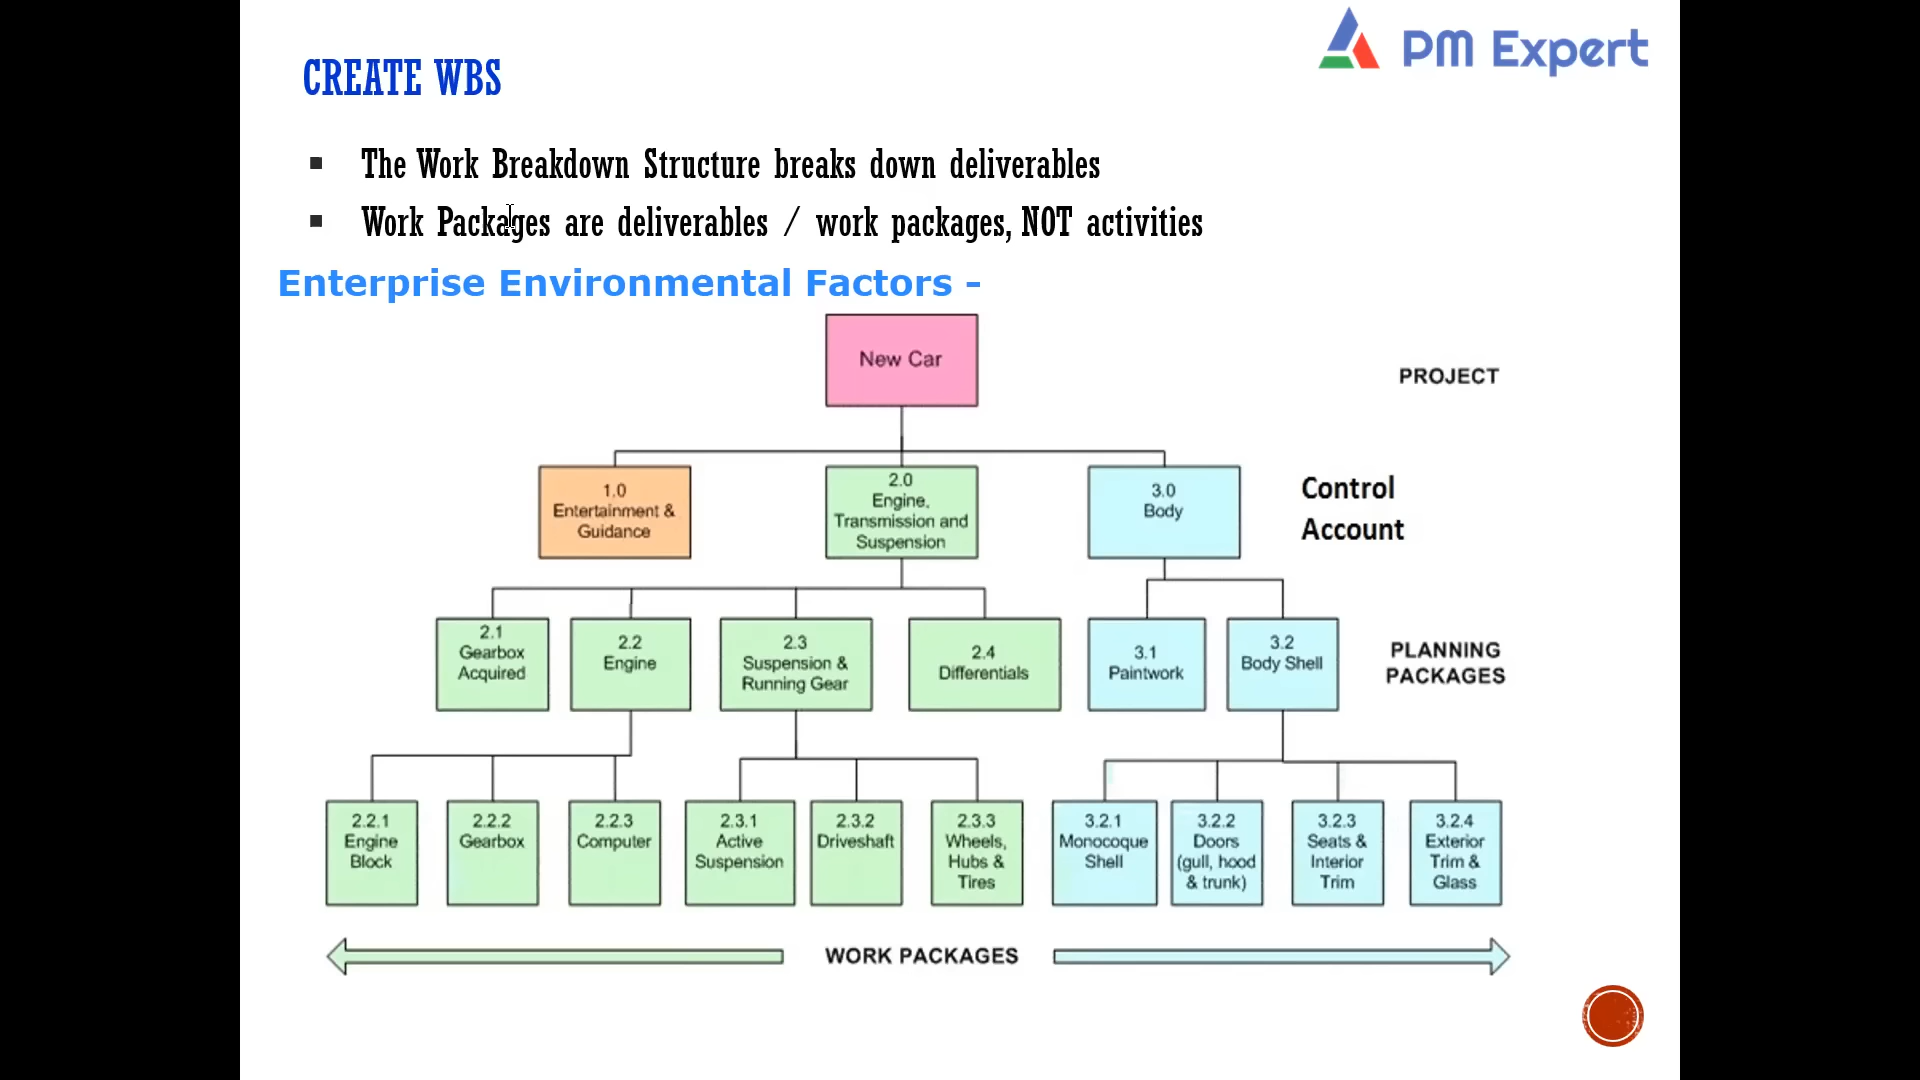 PM Expert
CREATE WBS
▪ The Work Breakdown Structure breaks down deliverables
▪ Work Packages are deliverables / work packages, NOT activities
Enterprise Environmental Factors -
New Car
PROJECT
1.0
Entertainment &
Guidance
2.0
Engine,
Transmission and
Suspension
3.0
Body
Control
Account
2.1
Gearbox
Acquired
2.2
Engine
2.3
Suspension &
Running Gear
2.4
Differentials
3.1
Paintwork
3.2
Body Shell
PLANNING
PACKAGES
2.2.1
Engine
Block
2.2.2
Gearbox
2.2.3
Computer
2.3.1
Active
Suspension
2.3.2
Driveshaft
2.3.3
Wheels,
Hubs &
Tires
3.2.1
Monocoque
Shell
3.2.2
Doors
(gull, hood
& trunk)
3.2.3
Seats &
Interior
Trim
3.2.4
Exterior
Trim &
Glass
WORK PACKAGES